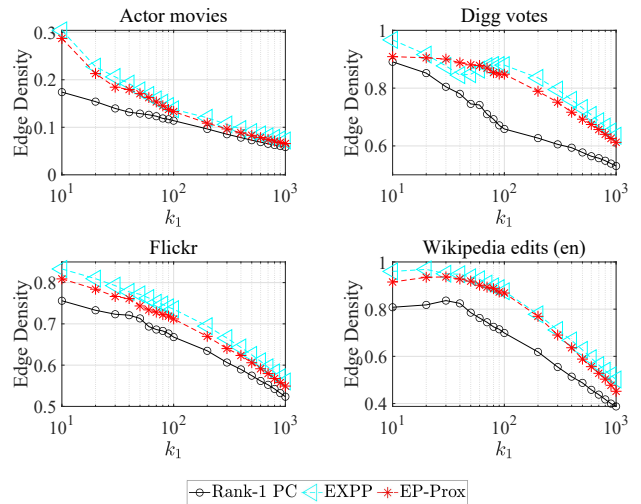 Actor movies
Edge Density
0.3
0.2
0.1
0
10^1
10^2
10^3
k_1
Digg votes
Edge Density
1
0.8
0.6
10^1
10^2
10^3
k_1
Flickr
Edge Density
0.8
0.7
0.6
0.5
10^1
10^2
10^3
k_1
Wikipedia edits (en)
Edge Density
1
0.8
0.6
0.4
10^1
10^2
10^3
k_1
Rank-1 PC EXPP EP-Prox